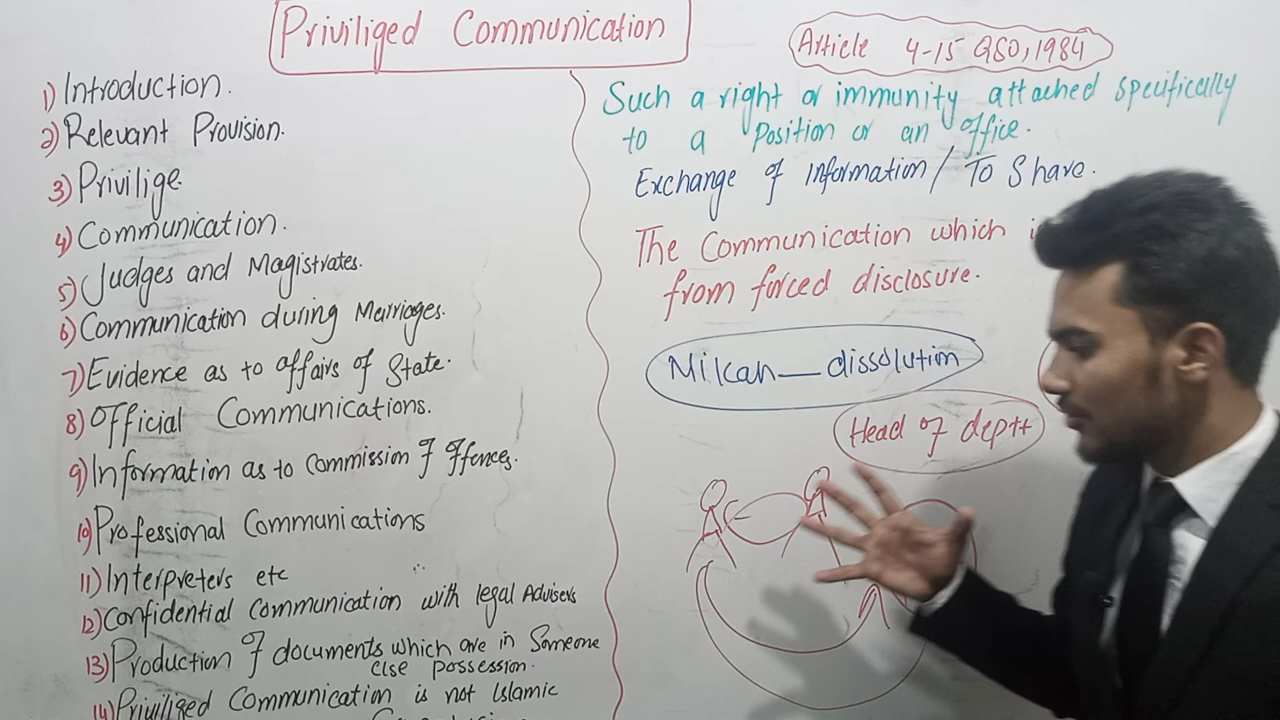 Priviliged Communication
Article 4-15 QSO, 1984
1) Introduction.
2) Relevant Provision.
3) Privilige.
4) Communication.
5) Judges and Magistrates.
6) Communication during Marriages.
7) Evidence as to affairs of State.
8) Official Communications.
9) Information as to Commission of offences.
10) Professional Communications
11) Interpreters etc
12) Confidential Communication with legal Advisers
13) Production of documents which are in Someone
else possession.
14) Priviliged Communication is not Islamic
Such a right or immunity attached specifically
to a Position or an office.
Exchange of Information / To Share.
The Communication which
from forced disclosure.
dissolution
Head of deptt